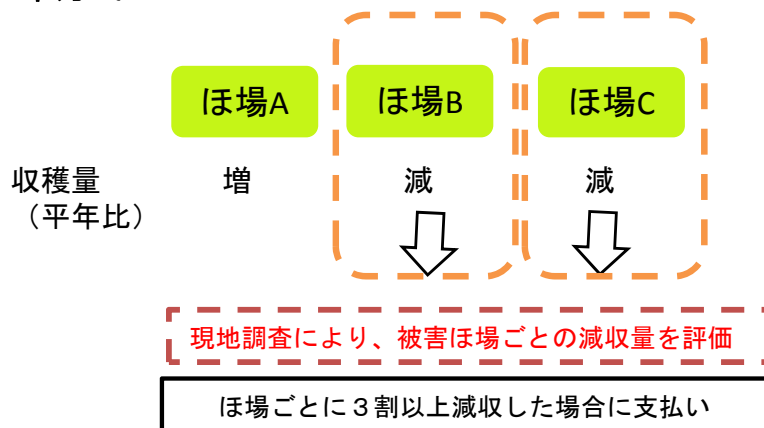 ほ場A
ほ場B
ほ場C
収穫量 増 減 減
（平年比）
現地調査により、被害ほ場ごとの減収量を評価
ほ場ごとに３割以上減収した場合に支払い